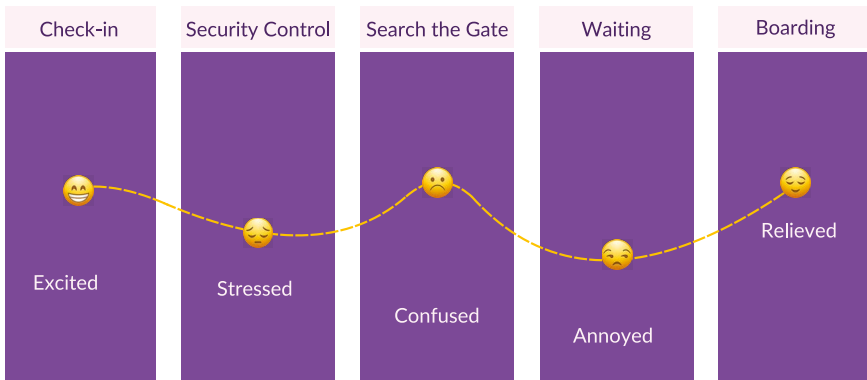 Check-in
Security Control
Search the Gate
Waiting
Boarding
Excited
Stressed
Confused
Annoyed
Relieved